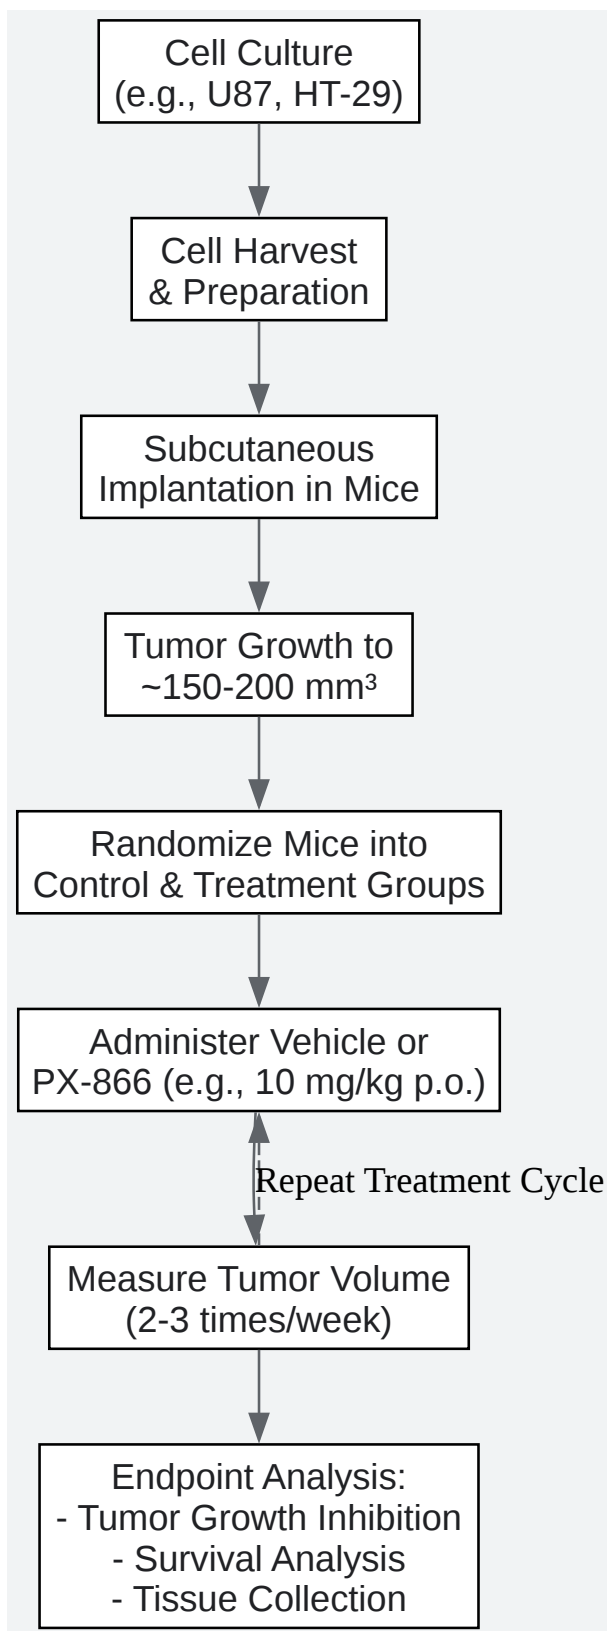 Cell Culture
(e.g., U87, HT-29)
Cell Harvest
& Preparation
Subcutaneous
Implantation in Mice
Tumor Growth to
~150-200 mm³
Randomize Mice into
Control & Treatment Groups
Administer Vehicle or
PX-866 (e.g., 10 mg/kg p.o.)
Repeat Treatment Cycle
Measure Tumor Volume
(2-3 times/week)
Endpoint Analysis:
- Tumor Growth Inhibition
- Survival Analysis
- Tissue Collection